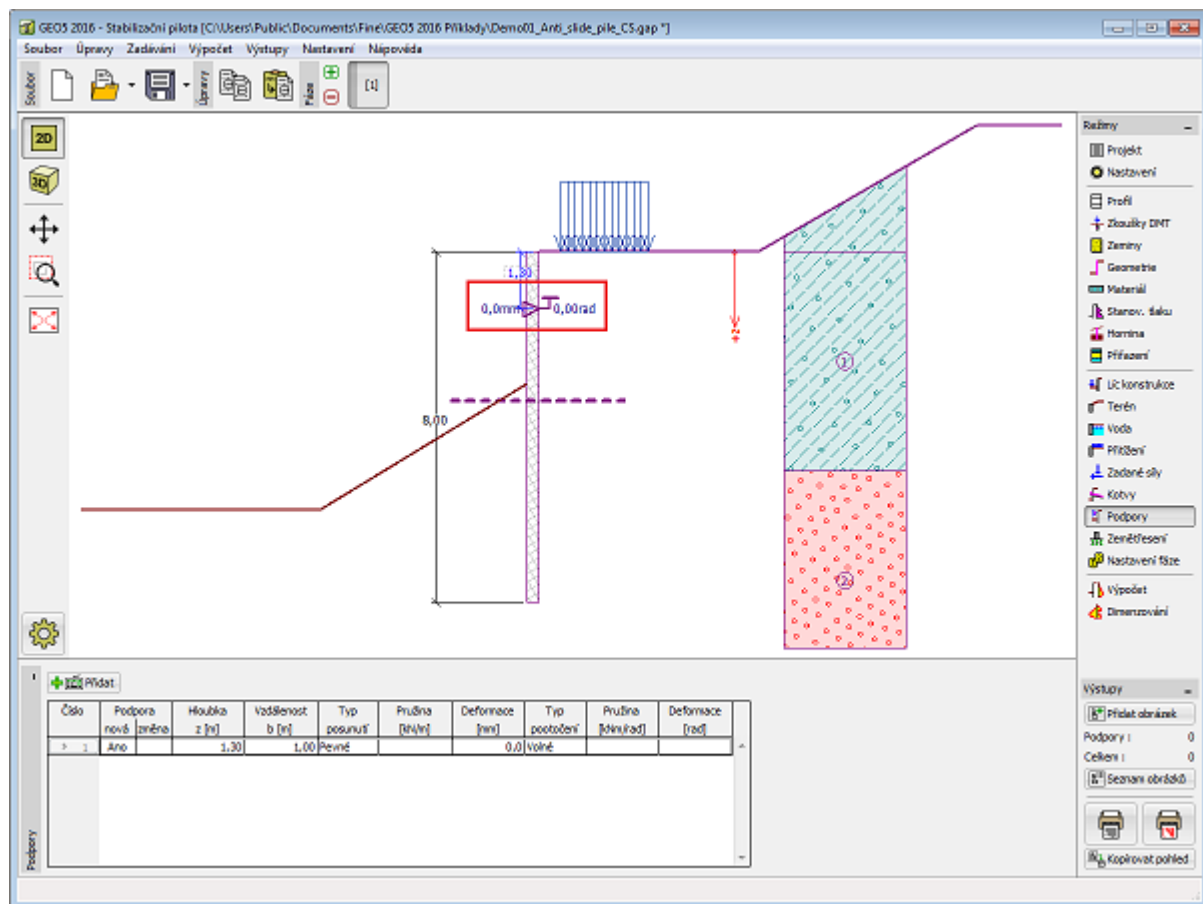 GEO5 2016 - Stabilizační pilota [C:\Users\Public\Documents\Fine\GEO5 2016 Příklady\Demo01_Anti_slide_pile_CS.gap *]
Soubor Úpravy Zadávání Výpočet Výstupy Nastavení Nápověda
Soubor
Úpravy
Fáze
[1]
2D
3D
1,30
0,0mm
0,00rad
+z
8,00
1
2
Režimy
Projekt
Nastavení
Profil
Zkoušky DMT
Zeminy
Geometrie
Materiál
Stanov. tlaku
Hornina
Přiřazení
Líc konstrukce
Terén
Voda
Přitížení
Zadané síly
Kotvy
Podpory
Zemětřesení
Nastavení fáze
Výpočet
Dimenzování
Přidat
Číslo Podpora Hloubka Vzdálenost Typ Pružina Deformace Typ Pružina Deformace
nová změna z [m] b [m] posunutí [kN/m] [mm] pootočení [kNm/rad] [rad]
1 Ano 1,30 1,00 Pevné 0,0 Volné
Podpory
Výstupy
Přidat obrázek
Podpory : 0
Celkem : 0
Seznam obrázků
Kopírovat pohled